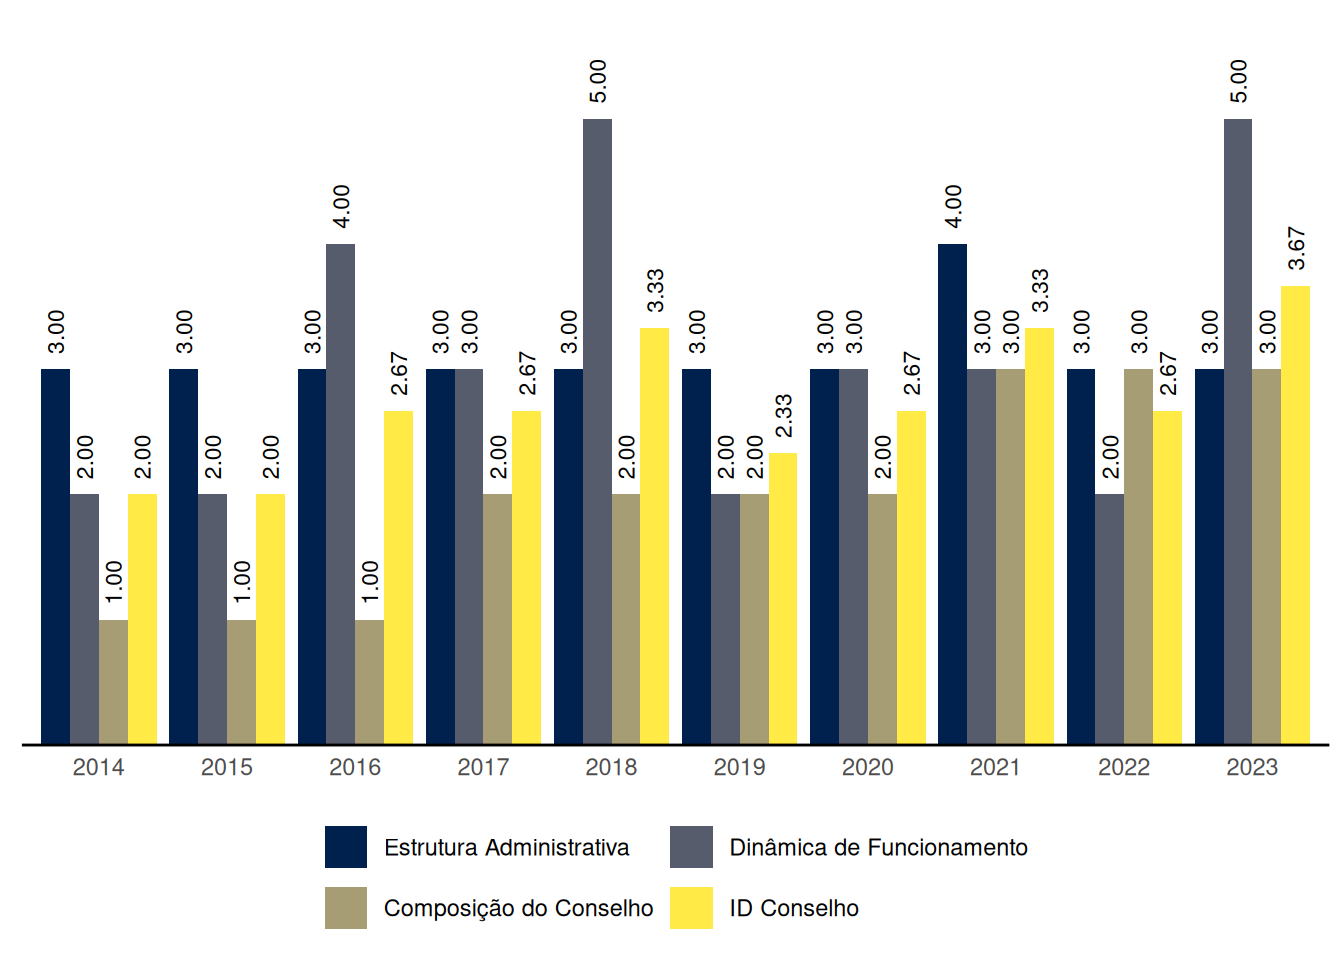 5.00 5.00
4.00 4.00
3.67
3.33 3.33
3.00 3.00 3.00 3.00 3.00 3.00 3.00 3.00 3.00 3.00 3.00 3.00 3.00 3.00 3.00
2.67 2.67 2.67 2.67
2.33
2.00 2.00 2.00 2.00 2.00 2.00 2.00 2.00 2.00 2.00
1.00 1.00 1.00
2014 2015 2016 2017 2018 2019 2020 2021 2022 2023
Estrutura Administrativa Dinâmica de Funcionamento
Composição do Conselho ID Conselho